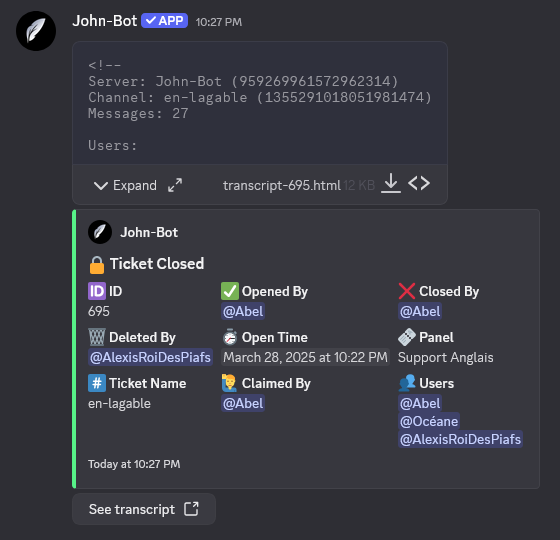 John-Bot ✓ APP 10:27 PM
<!--
Server: John-Bot (959269961572962314)
Channel: en-lagable (1355291018051981474)
Messages: 27
Users:
Expand transcript-695.html 12 KB
John-Bot
Ticket Closed
ID ID Opened By Closed By
695 @Abel @Abel
Deleted By Open Time Panel
@AlexisRoiDesPiafs March 28, 2025 at 10:22 PM Support Anglais
# Ticket Name Claimed By Users
en-lagable @Abel @Abel
@Océane
@AlexisRoiDesPiafs
Today at 10:27 PM
See transcript